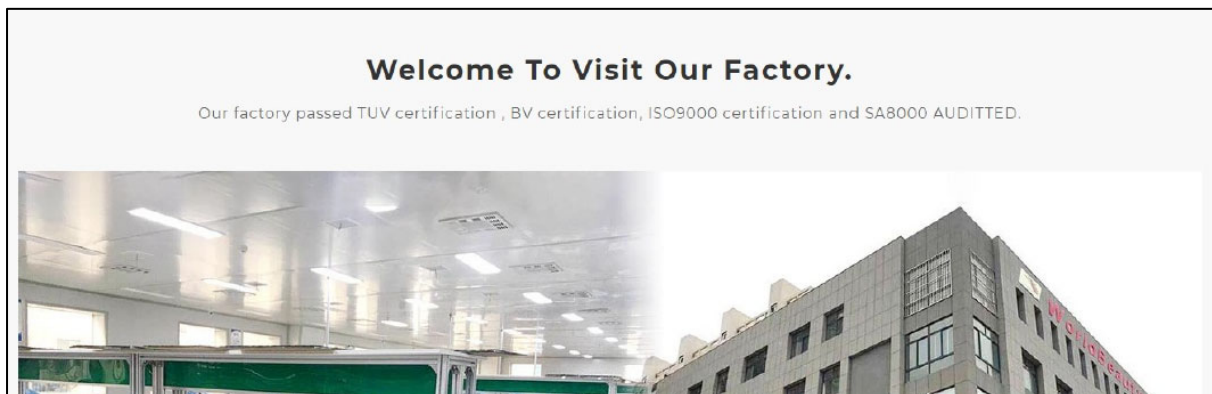 Welcome To Visit Our Factory.
Our factory passed TUV certification , BV certification, ISO9000 certification and SA8000 AUDITTED.